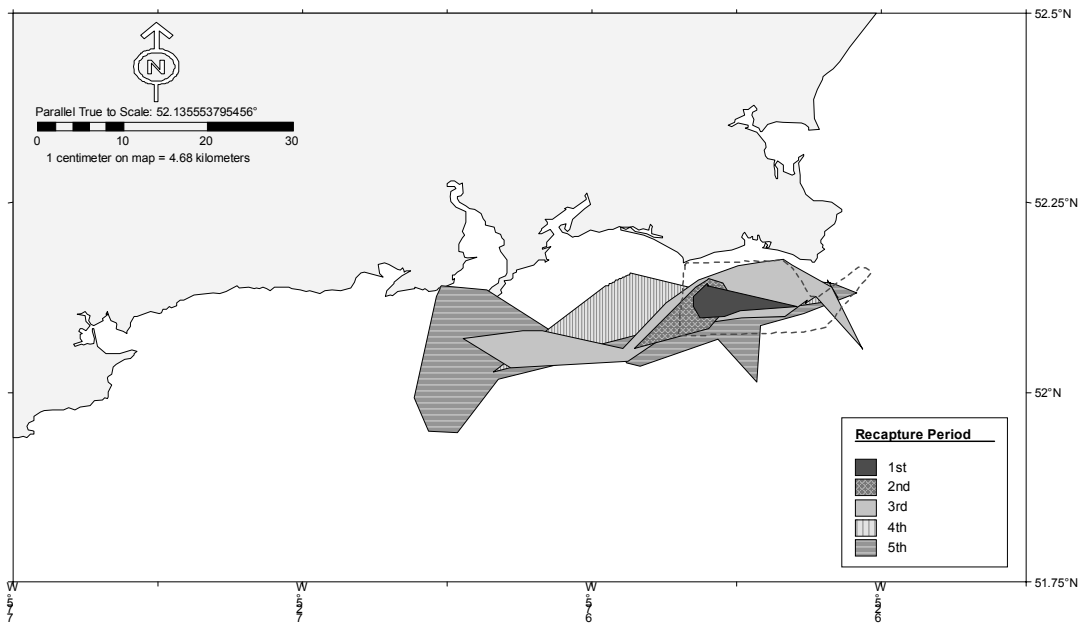 N
Parallel True to Scale: 52.135553795456°
0 10 20 30
1 centimeter on map = 4.68 kilometers
52.5°N
52.25°N
52°N
51.75°N
Recapture Period
1st
2nd
3rd
4th
5th